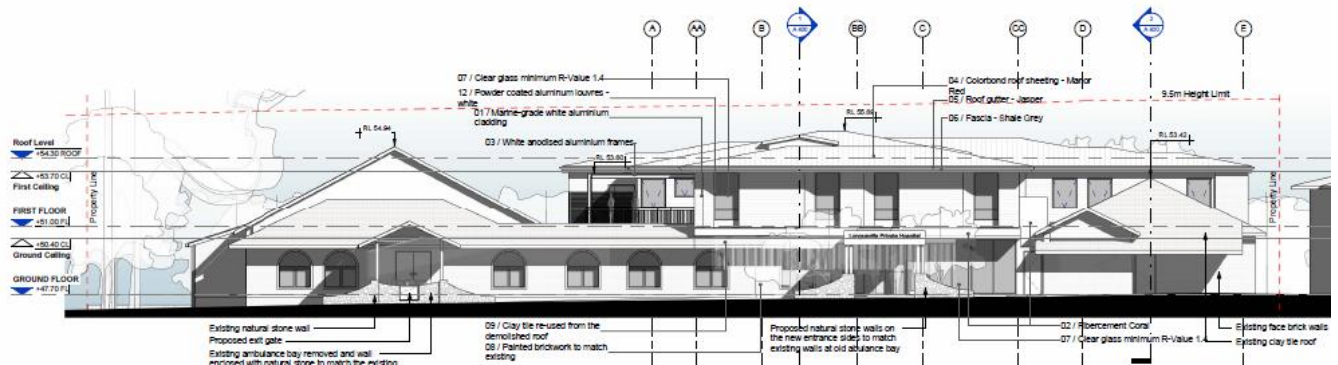 A AA B BB C CC D E
1
A 400
2
A 400
07 / Clear glass minimum R-Value 1.4
12 / Powder coated aluminum louvres -
white
01 / Marine-grade white aluminium
cladding
03 / White anodised aluminium frames
04 / Colorbond roof sheeting - Manor
Red
05 / Roof gutter - Jasper
06 / Fascia - Shale Grey
9.5m Height Limit
RL 54.94
RL 53.60
RL 53.42
Roof Level
+54.30 ROOF
+53.70 CL
First Ceiling
FIRST FLOOR
+51.00 FL
+50.40 CL
Ground Ceiling
GROUND FLOOR
+47.70 FL
Property Line
Property Line
Private Hospital
Existing natural stone wall
Proposed exit gate
Existing ambulance bay removed and wall
enclosed with natural stone to match the existing
09 / Clay tile re-used from the
demolished roof
08 / Painted brickwork to match
existing
Proposed natural stone walls on
the new entrance sides to match
existing walls at old abulance bay
02 / Fibercement Coral
07 / Clear glass minimum R-Value 1.4
Existing face brick walls
Existing clay tile roof